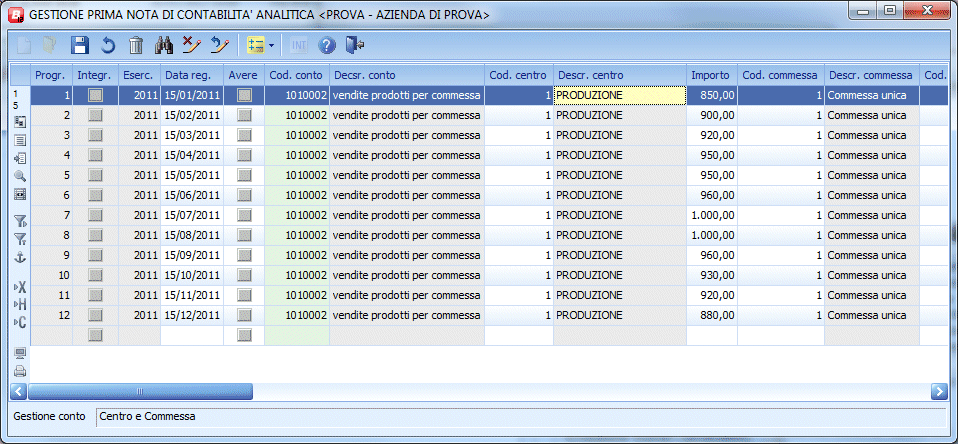 GESTIONE PRIMA NOTA DI CONTABILITA' ANALITICA <PROVA - AZIENDA DI PROVA>
INT
Progr. Integr. Eserc. Data reg. Avere Cod. conto Decsr. conto Cod. centro Descr. centro Importo Cod. commessa Descr. commessa Cod.
1 2011 15/01/2011 1010002 vendite prodotti per commessa 1 PRODUZIONE 850,00 1 Commessa unica
2 2011 15/02/2011 1010002 vendite prodotti per commessa 1 PRODUZIONE 900,00 1 Commessa unica
3 2011 15/03/2011 1010002 vendite prodotti per commessa 1 PRODUZIONE 920,00 1 Commessa unica
4 2011 15/04/2011 1010002 vendite prodotti per commessa 1 PRODUZIONE 950,00 1 Commessa unica
5 2011 15/05/2011 1010002 vendite prodotti per commessa 1 PRODUZIONE 950,00 1 Commessa unica
6 2011 15/06/2011 1010002 vendite prodotti per commessa 1 PRODUZIONE 960,00 1 Commessa unica
7 2011 15/07/2011 1010002 vendite prodotti per commessa 1 PRODUZIONE 1.000,00 1 Commessa unica
8 2011 15/08/2011 1010002 vendite prodotti per commessa 1 PRODUZIONE 1.000,00 1 Commessa unica
9 2011 15/09/2011 1010002 vendite prodotti per commessa 1 PRODUZIONE 960,00 1 Commessa unica
10 2011 15/10/2011 1010002 vendite prodotti per commessa 1 PRODUZIONE 930,00 1 Commessa unica
11 2011 15/11/2011 1010002 vendite prodotti per commessa 1 PRODUZIONE 920,00 1 Commessa unica
12 2011 15/12/2011 1010002 vendite prodotti per commessa 1 PRODUZIONE 880,00 1 Commessa unica
1
5
X
H
C
Gestione conto Centro e Commessa